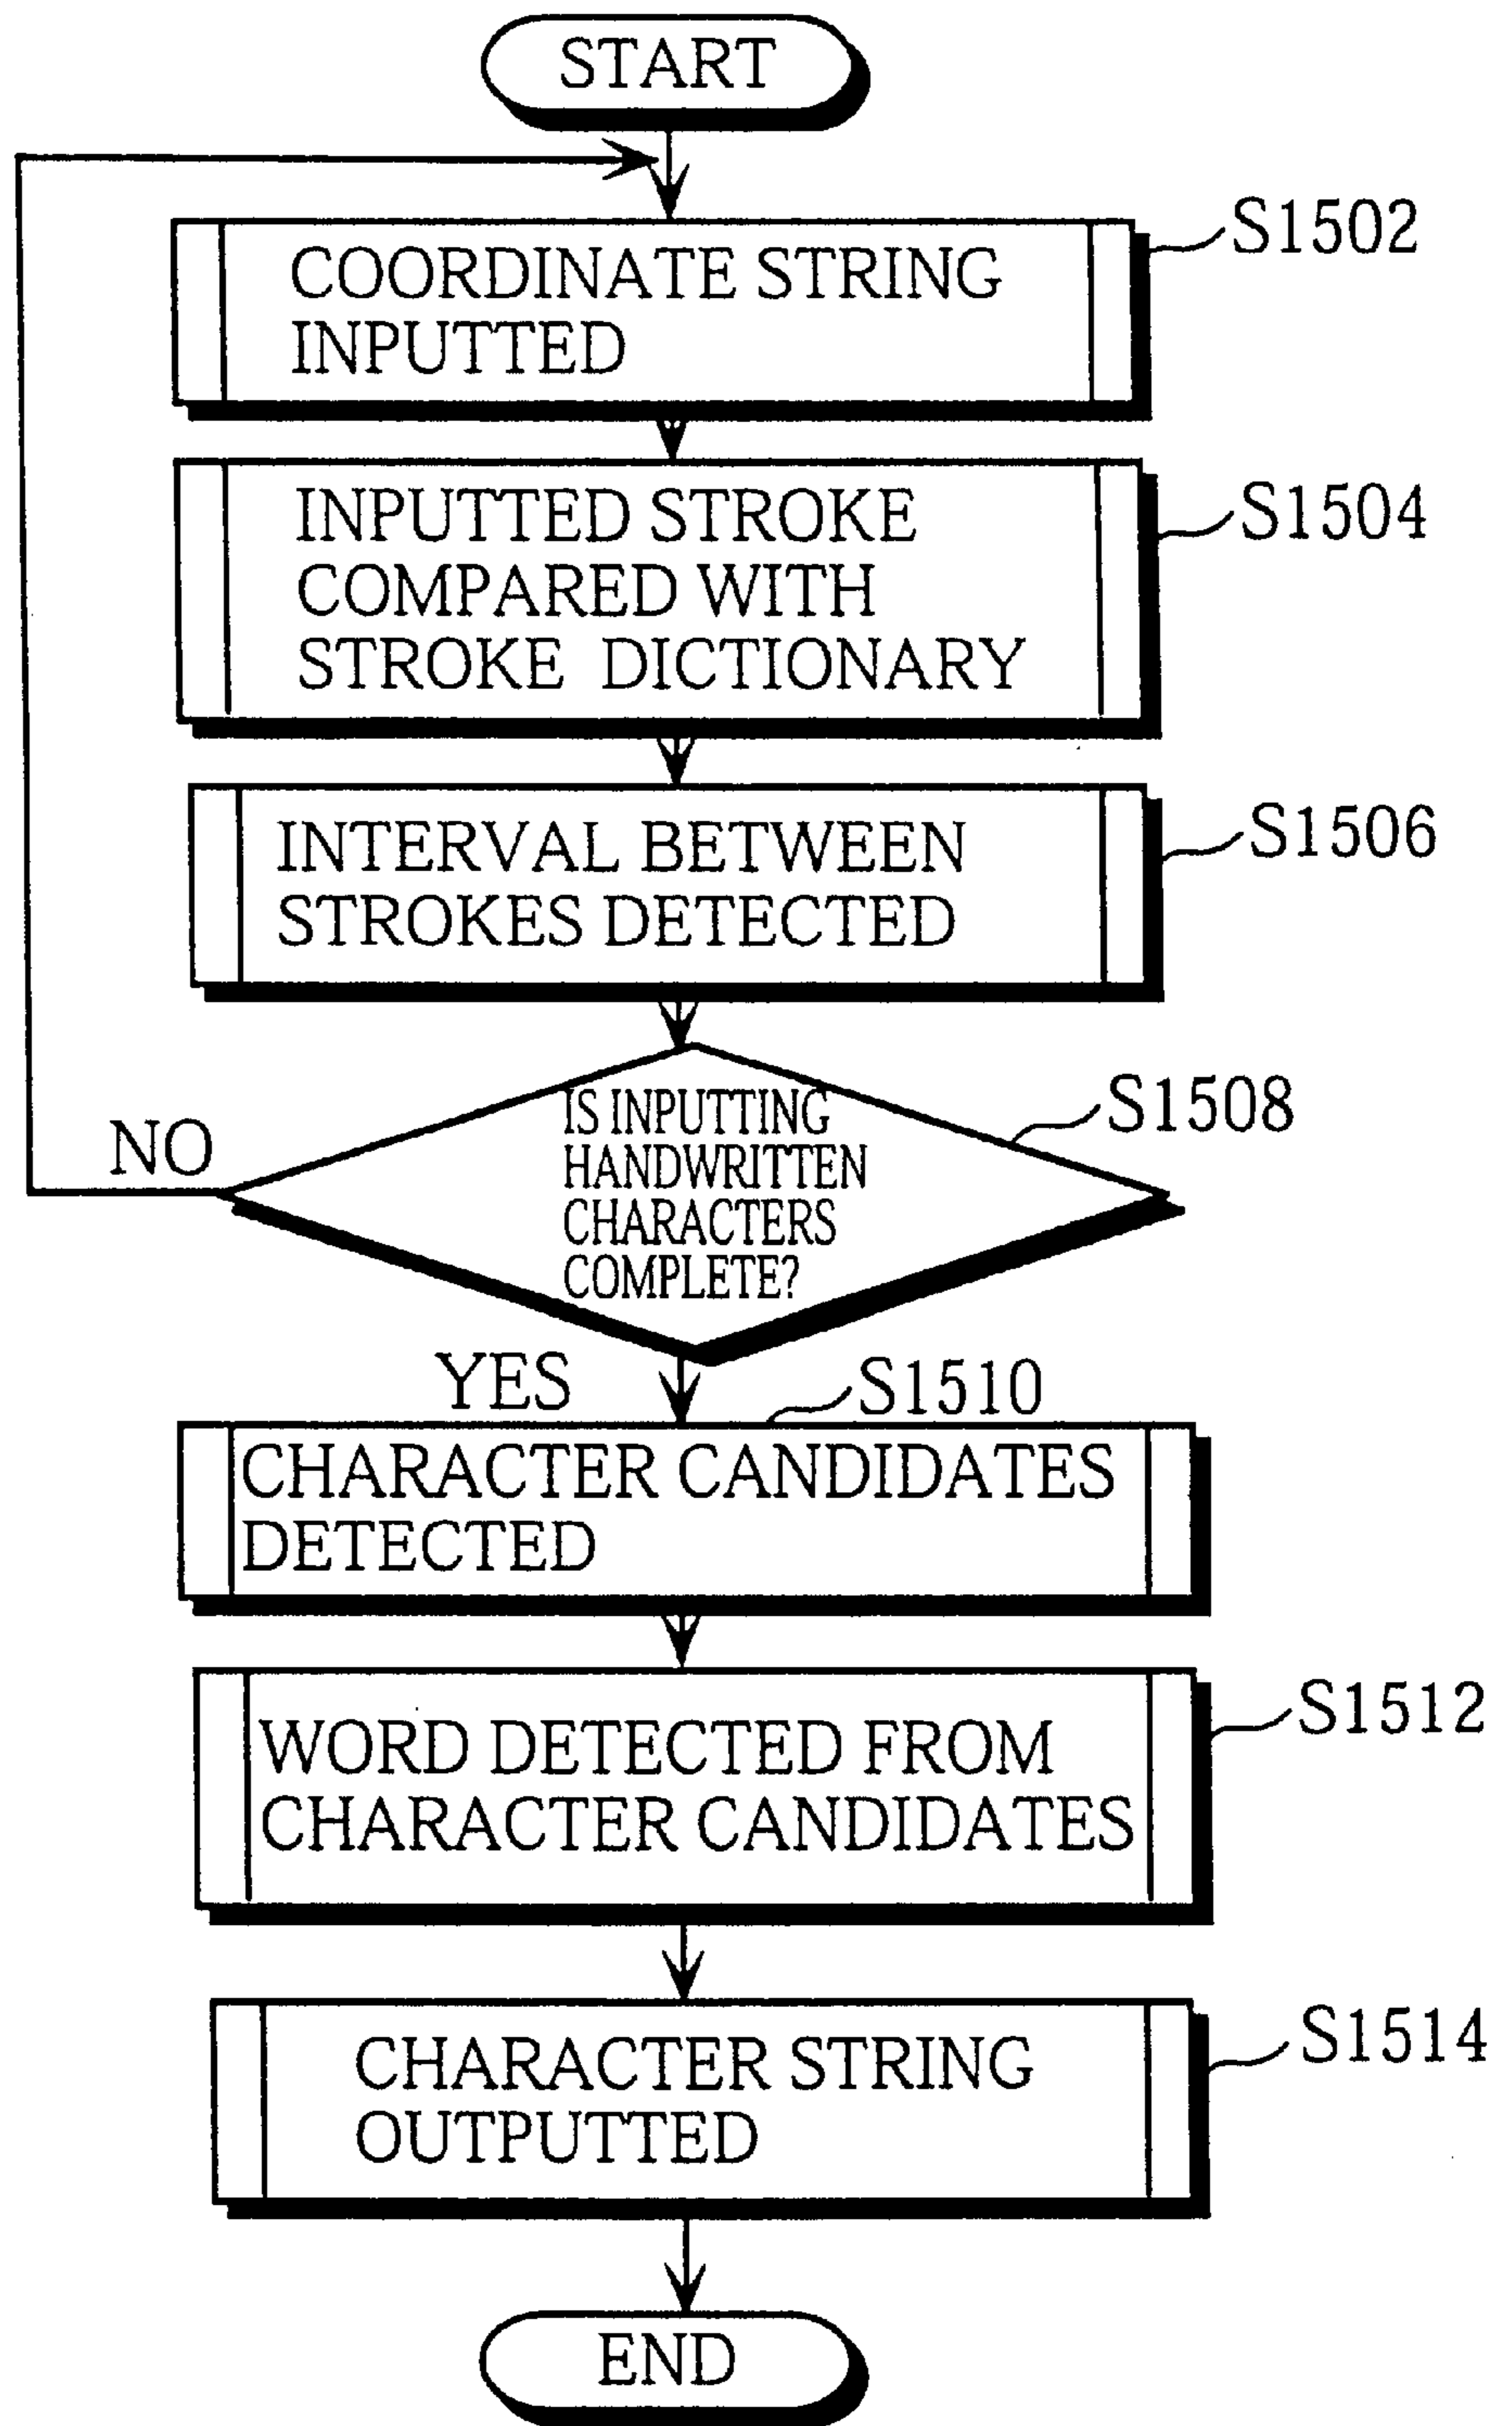 START
COORDINATE STRING
INPUTTED
S1502
INPUTTED STROKE
COMPARED WITH
STROKE DICTIONARY
S1504
INTERVAL BETWEEN
STROKES DETECTED
S1506
IS INPUTTING
HANDWRITTEN
CHARACTERS
COMPLETE?
S1508
NO
YES
S1510
CHARACTER CANDIDATES
DETECTED
WORD DETECTED FROM
CHARACTER CANDIDATES
S1512
CHARACTER STRING
OUTPUTTED
S1514
END